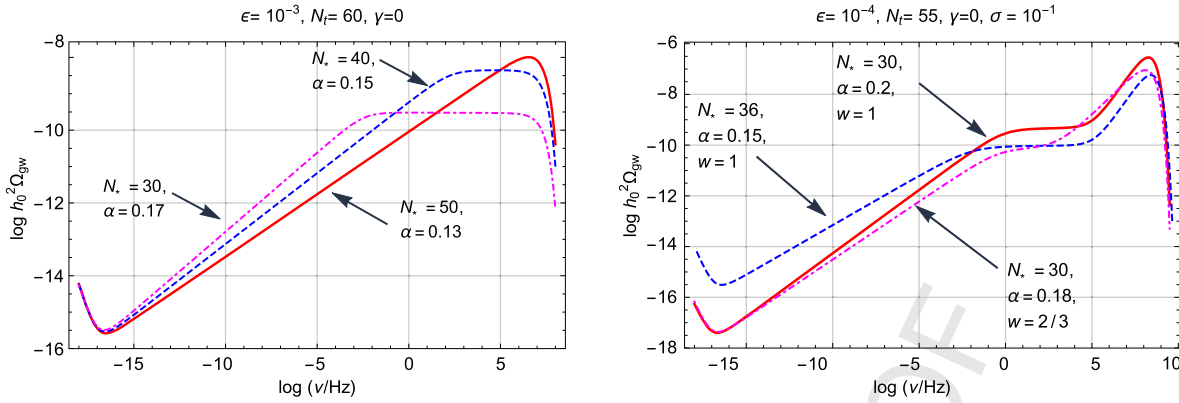 ϵ= 10⁻³, Nₜ= 60, γ=0
−8
−10
−12
−14
−16
−15
−10
−5
0
5
log h₀²Ω_gw
log (ν/Hz)
N⋆ = 40,
α= 0.15
N⋆ = 30,
α= 0.17
N⋆ = 50,
α= 0.13
ϵ= 10⁻⁴, Nₜ= 55, γ=0, σ = 10⁻¹
−6
−8
−10
−12
−14
−16
−18
−15
−10
−5
0
5
10
log h₀²Ω_gw
log (ν/Hz)
N⋆ = 30,
α= 0.2,
w= 1
N⋆ = 36,
α= 0.15,
w= 1
N⋆ = 30,
α= 0.18,
w= 2/3
OF